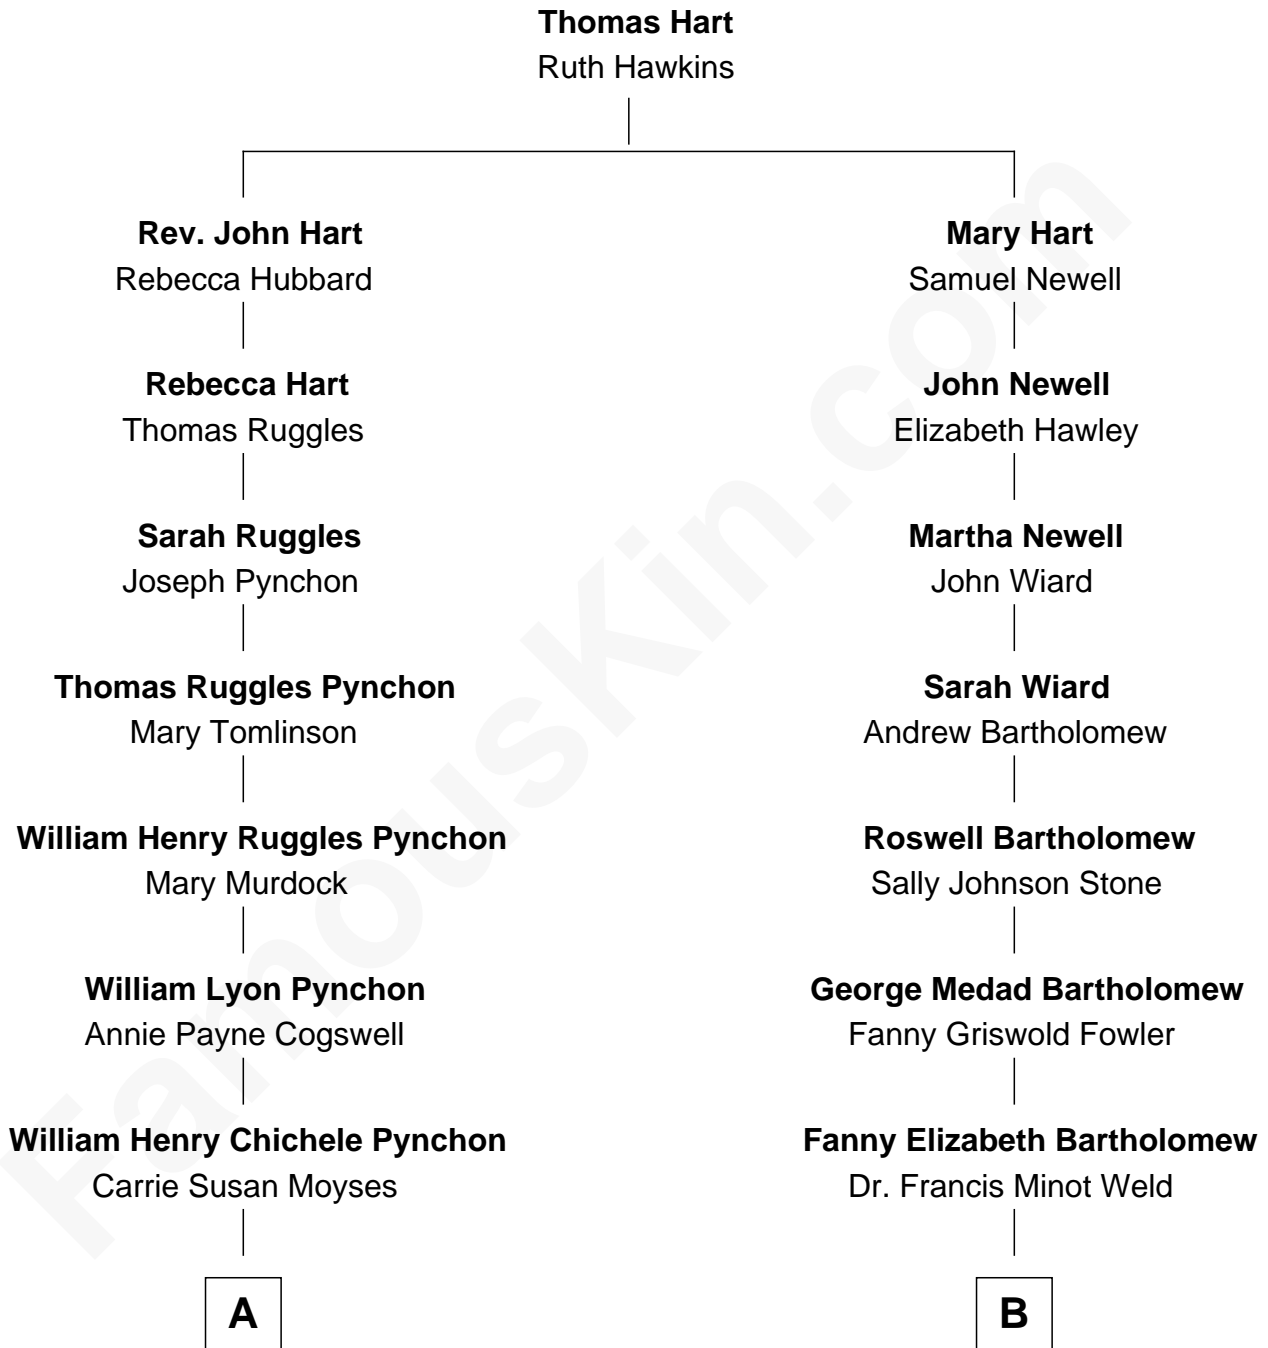 Thomas Hart
Ruth Hawkins
Rev. John Hart
Rebecca Hubbard
Mary Hart
Samuel Newell
Rebecca Hart
Thomas Ruggles
John Newell
Elizabeth Hawley
Sarah Ruggles
Joseph Pynchon
Martha Newell
John Wiard
Thomas Ruggles Pynchon
Mary Tomlinson
Sarah Wiard
Andrew Bartholomew
William Henry Ruggles Pynchon
Mary Murdock
Roswell Bartholomew
Sally Johnson Stone
William Lyon Pynchon
Annie Payne Cogswell
George Medad Bartholomew
Fanny Griswold Fowler
William Henry Chichele Pynchon
Carrie Susan Moyses
Fanny Elizabeth Bartholomew
Dr. Francis Minot Weld
A
B
FamousKin.com